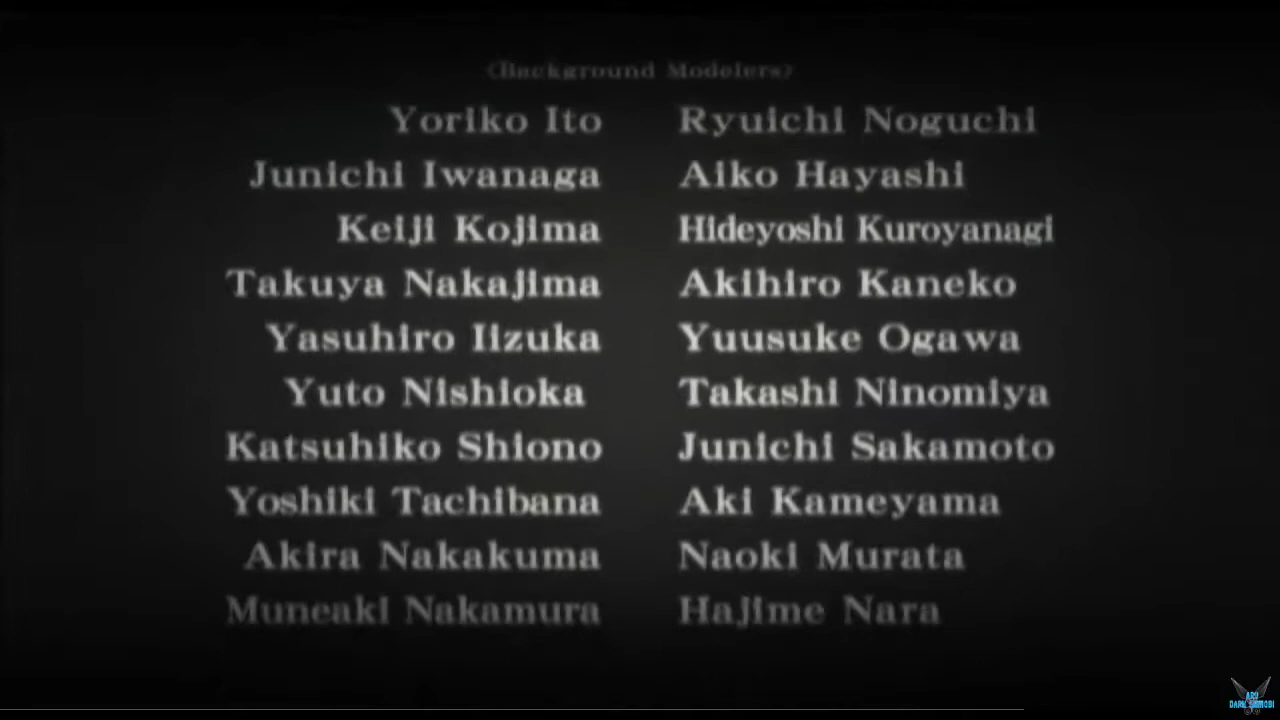 <Background Modelers>
Yoriko Ito Ryuichi Noguchi
Junichi Iwanaga Aiko Hayashi
Keiji Kojima Hideyoshi Kuroyanagi
Takuya Nakajima Akihiro Kaneko
Yasuhiro Iizuka Yuusuke Ogawa
Yuto Nishioka Takashi Ninomiya
Katsuhiko Shiono Junichi Sakamoto
Yoshiki Tachibana Aki Kameyama
Akira Nakakuma Naoki Murata
Muneaki Nakamura Hajime Nara